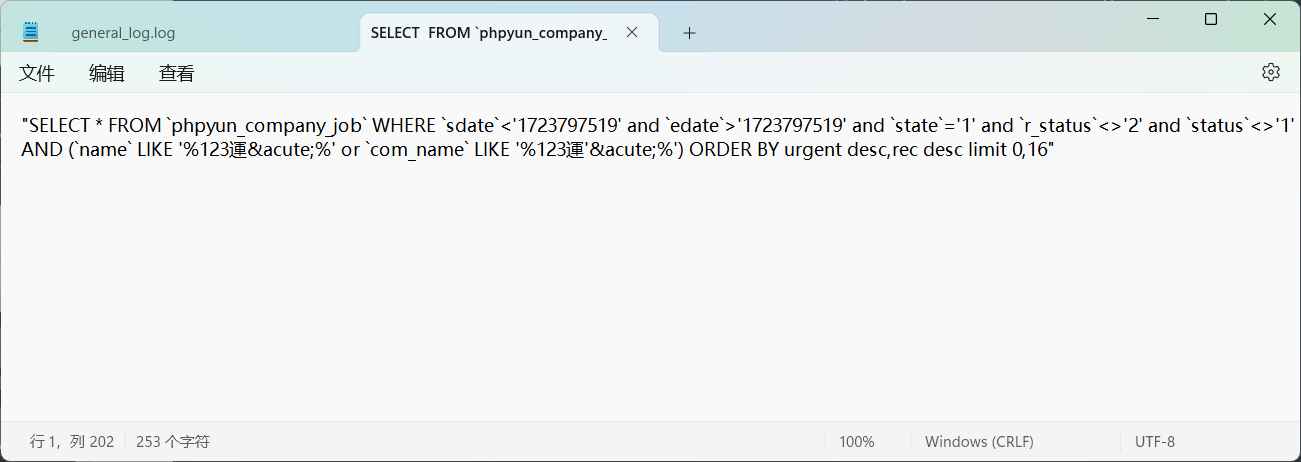 general_log.log
SELECT  FROM `phpyun_company_
文件 编辑 查看
"SELECT * FROM `phpyun_company_job` WHERE `sdate`<'1723797519' and `edate`>'1723797519' and `state`='1' and `r_status`<>'2' and `status`<>'1'
AND (`name` LIKE '%123運&acute;%' or `com_name` LIKE '%123運'&acute;%') ORDER BY urgent desc,rec desc limit 0,16"
行 1，列 202 253 个字符 100% Windows (CRLF) UTF-8